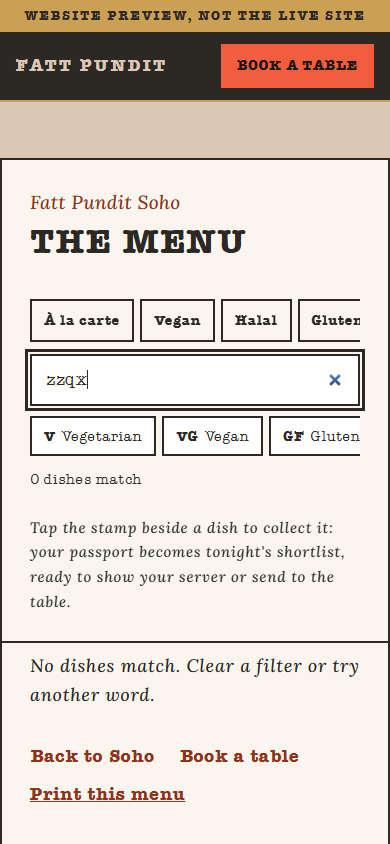 WEBSITE PREVIEW, NOT THE LIVE SITE
FATT PUNDIT
BOOK A TABLE
Fatt Pundit Soho
THE MENU
À la carte
Vegan
Halal
Gluten
zzqx
V Vegetarian
VG Vegan
GF Gluten
0 dishes match
Tap the stamp beside a dish to collect it:
your passport becomes tonight's shortlist,
ready to show your server or send to the
table.
No dishes match. Clear a filter or try
another word.
Back to Soho
Book a table
Print this menu